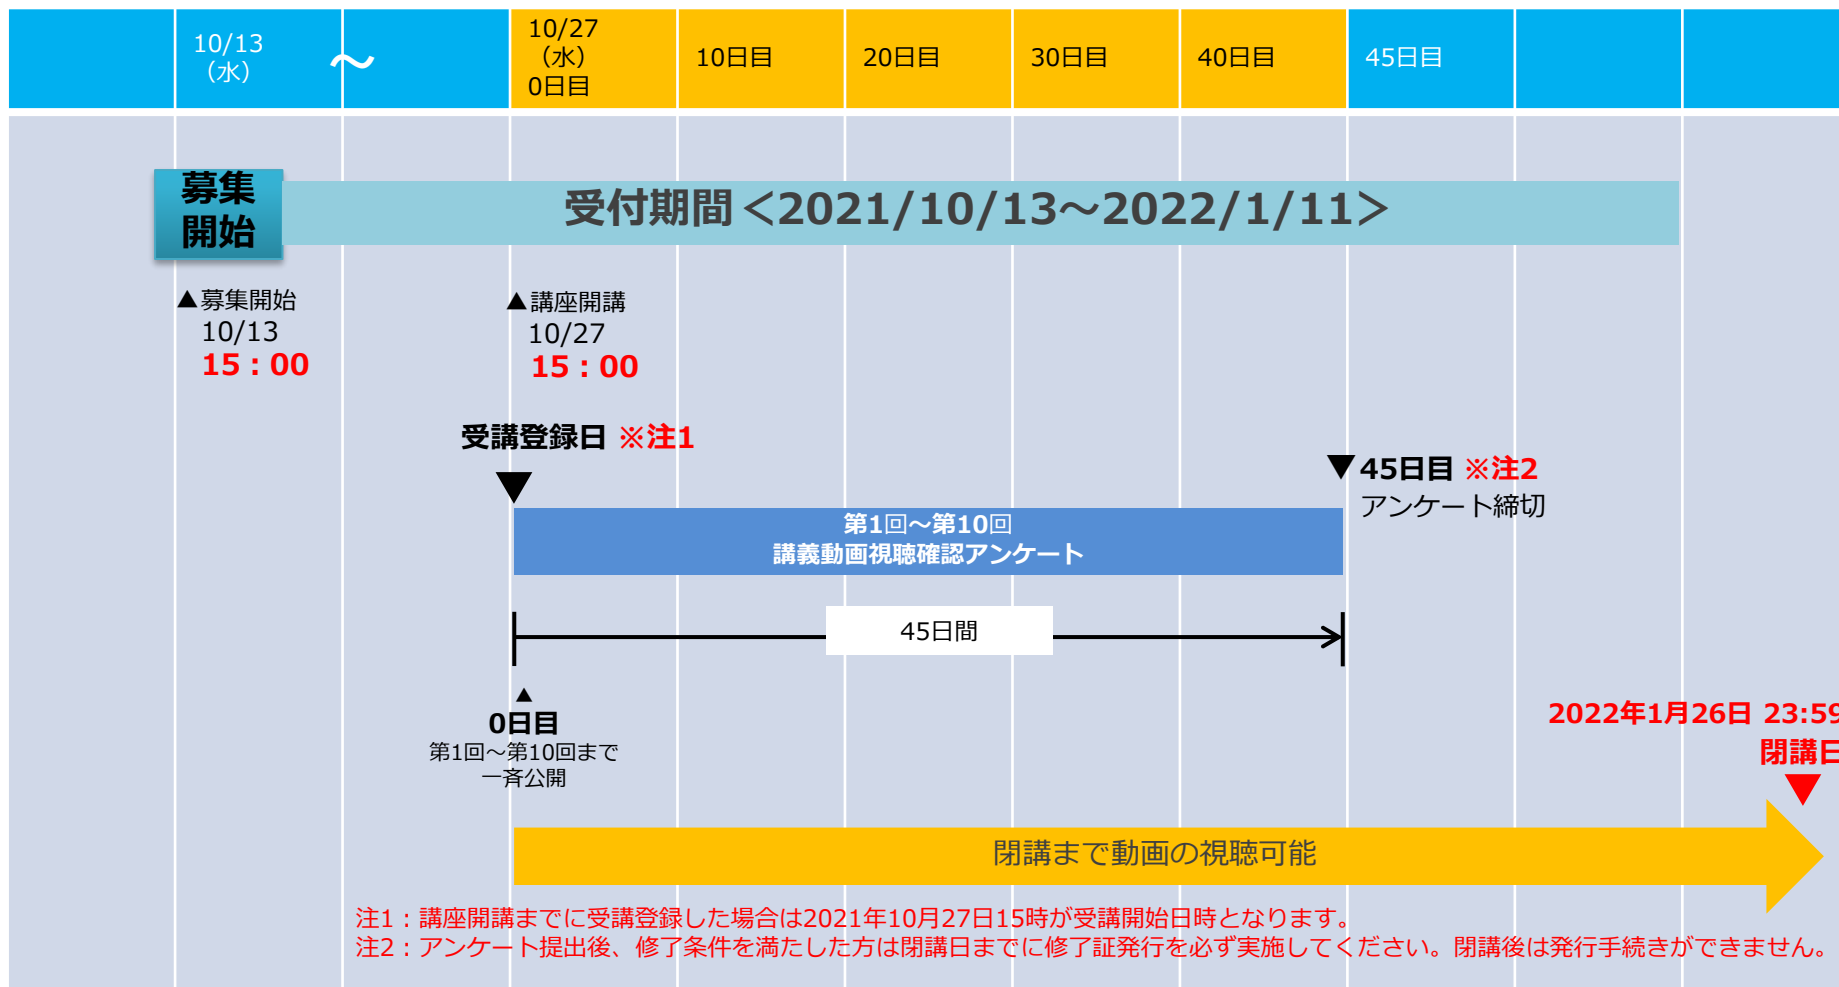 10/13
（水）
～
10/27
（水）
0日目
10日目
20日目
30日目
40日目
45日目
募集
開始
受付期間＜2021/10/13～2022/1/11＞
▲募集開始
10/13
15：00
▲講座開講
10/27
15：00
受講登録日 ※注1
▼45日目 ※注2
アンケート締切
第1回～第10回
講義動画視聴確認アンケート
45日間
▲
0日目
第1回～第10回まで
一斉公開
2022年1月26日 23:59
閉講日
閉講まで動画の視聴可能
注1：講座開講までに受講登録した場合は2021年10月27日15時が受講開始日時となります。
注2：アンケート提出後、修了条件を満たした方は閉講日までに修了証発行を必ず実施してください。閉講後は発行手続きができません。